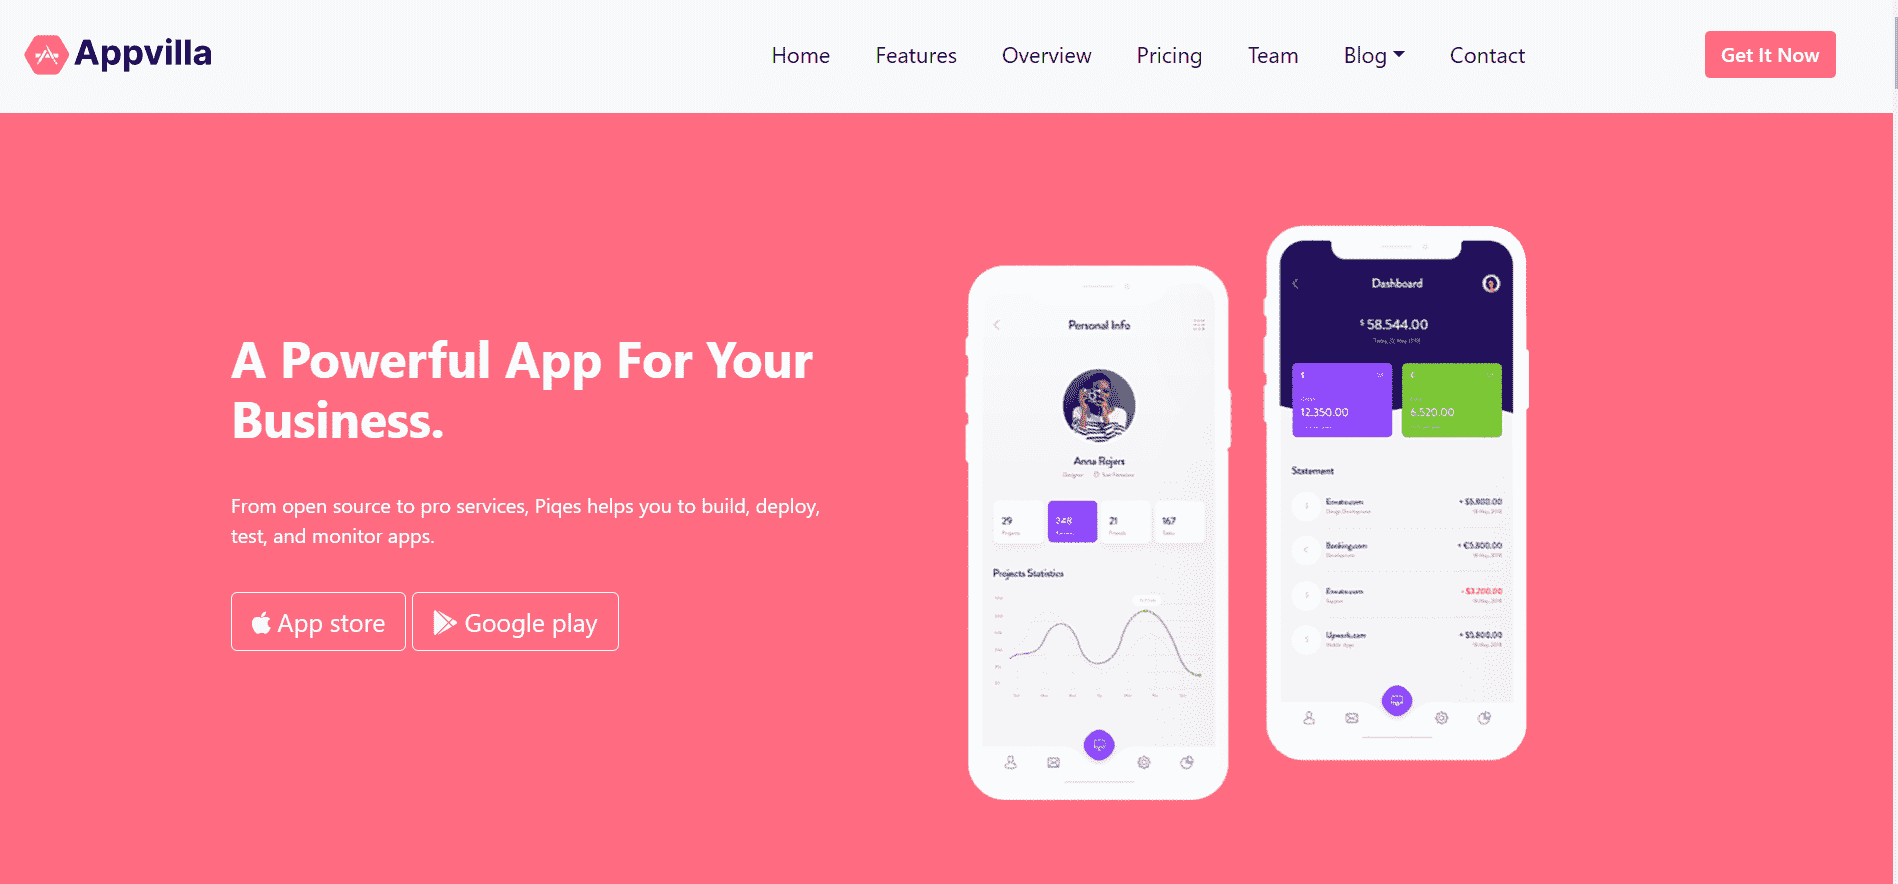 Appvilla
Home Features Overview Pricing Team Blog Contact
Get It Now
A Powerful App For Your
Business.
From open source to pro services, Piqes helps you to build, deploy,
test, and monitor apps.
App store Google play
Personal Info
Anna Rojers
29 248 21 167
Projects Statistics
Dashboard
$ 58.544.00
12.350.00 6.520.00
Statement
Envato.com + $5.800.00
Booking.com + €5.800.00
Envato.com - $3.200.00
Upwork.com + $5.800.00